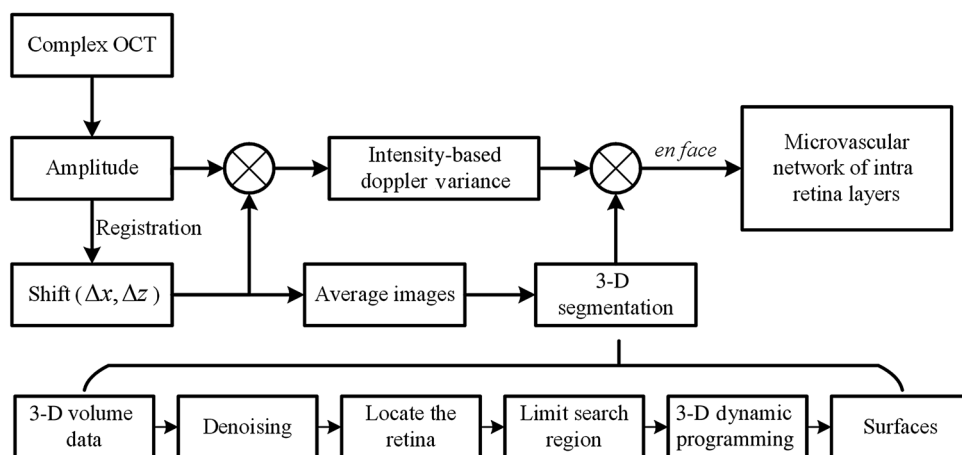 Complex OCT
Amplitude
Intensity-based
doppler variance
en face
Microvascular
network of intra
retina layers
Registration
Shift (Δx, Δz)
Average images
3-D
segmentation
3-D volume
data
Denoising
Locate the
retina
Limit search
region
3-D dynamic
programming
Surfaces